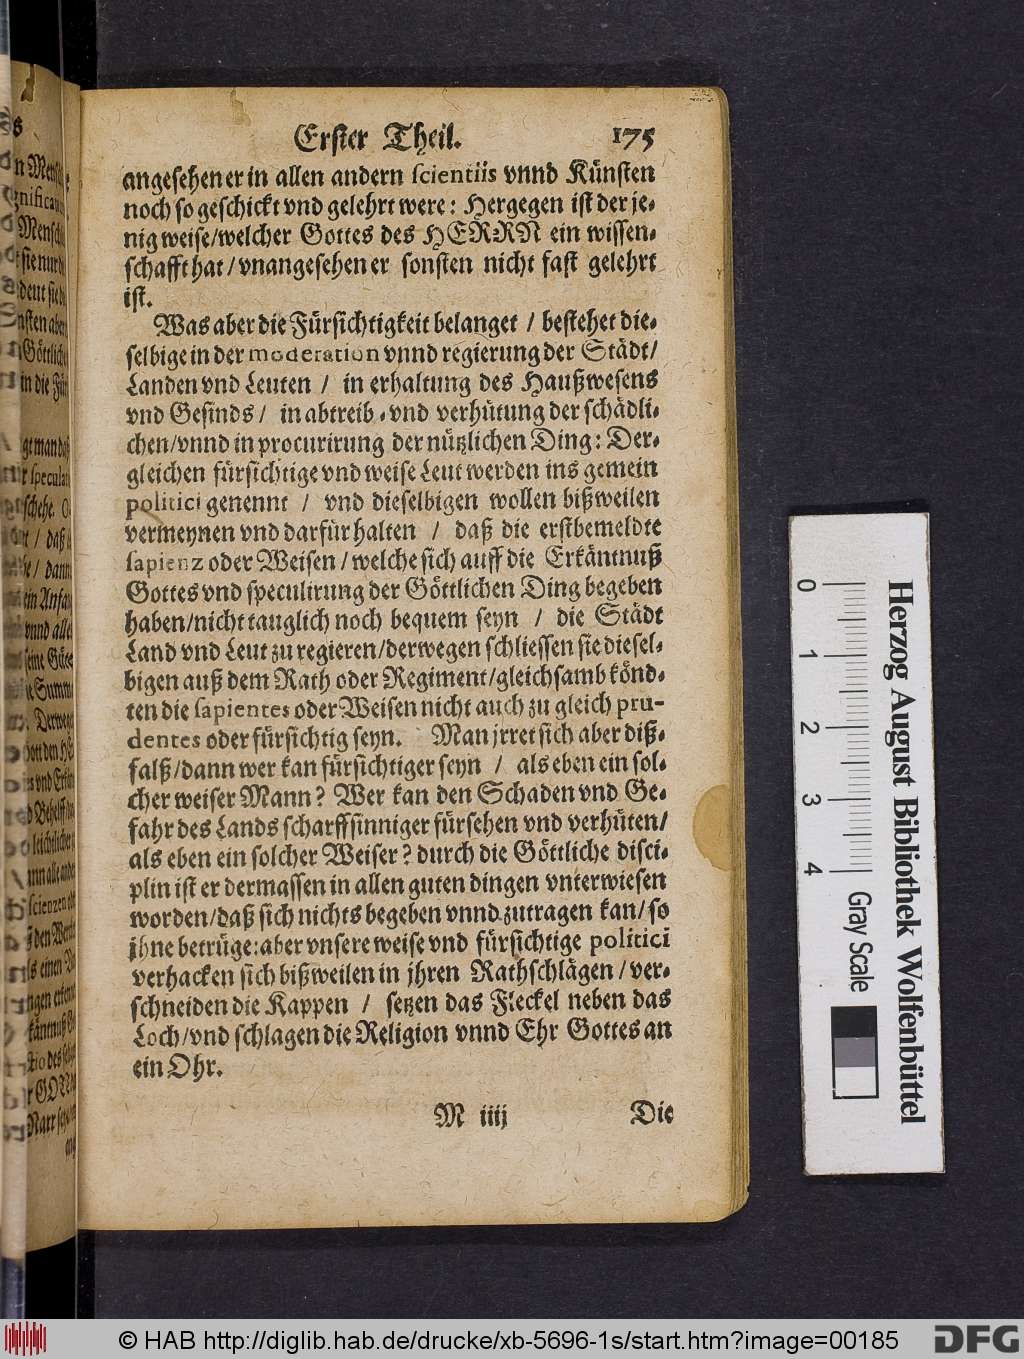 Erster Theil. 175
angesehen er in allen andern scientiis vnnd Künsten
noch so geschickt vnd gelehrt were: Hergegen ist der je-
nig weise/welcher Gottes des HERRN ein wissen-
schafft hat/vnangesehen er sonsten nicht fast gelehrt
ist.
Was aber die Fürsichtigkeit belanget / bestehet die-
selbige in der moderation vnnd regierung der Städt/
Landen vnd Leuten / in erhaltung des Haußwesens
vnd Gesinds / in abtreib- vnd verhütung der schädli-
chen/vnnd in procurirung der nützlichen Ding: Der-
gleichen fürsichtige vnd weise Leut werden ins gemein
politici genennt / vnd dieselbigen wollen bißweilen
vermeynen vnd darfür halten / daß die erstbemeldte
sapienz oder Weisen / welche sich auff die Erkäntnuß
Gottes vnd speculirung der Göttlichen Ding begeben
haben/nicht tauglich noch bequem seyn / die Städt
Land vnd Leut zu regieren/derwegen schliessen sie diesel-
bigen auß dem Rath oder Regiment/gleichsamb könd-
ten die sapientes oder Weisen nicht auch zu gleich pru-
dentes oder fürsichtig seyn. Man jrret sich aber diß-
falß/dann wer kan fürsichtiger seyn / als eben ein sol-
cher weiser Mann? Wer kan den Schaden vnd Ge-
fahr des Lands scharffsinniger fürsehen vnd verhüten/
als eben ein solcher Weiser? durch die Göttliche disci-
plin ist er dermassen in allen guten dingen vnterwiesen
worden/daß sich nichts begeben vnnd zutragen kan/so
jhne betrüge: aber vnsere weise vnd fürsichtige politici
verhacken sich bißweilen in jhren Rathschlägen / ver-
schneiden die Kappen / setzen das Fleckel neben das
Loch/vnd schlagen die Religion vnnd Ehr Gottes an
ein Ohr.
M iiij Die
0 1 2 3 4
Herzog August Bibliothek Wolfenbüttel
Gray Scale
© HAB http://diglib.hab.de/drucke/xb-5696-1s/start.htm?image=00185
DFG